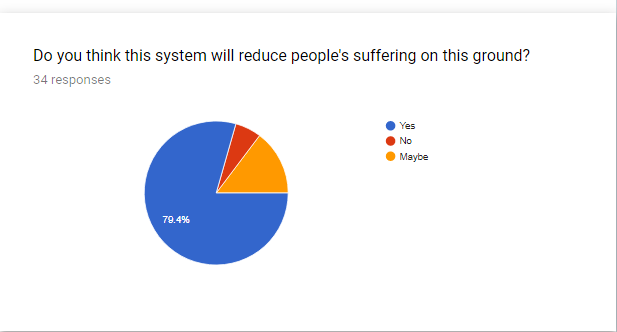 Do you think this system will reduce people's suffering on this ground?
34 responses
Yes
No
Maybe
79.4%